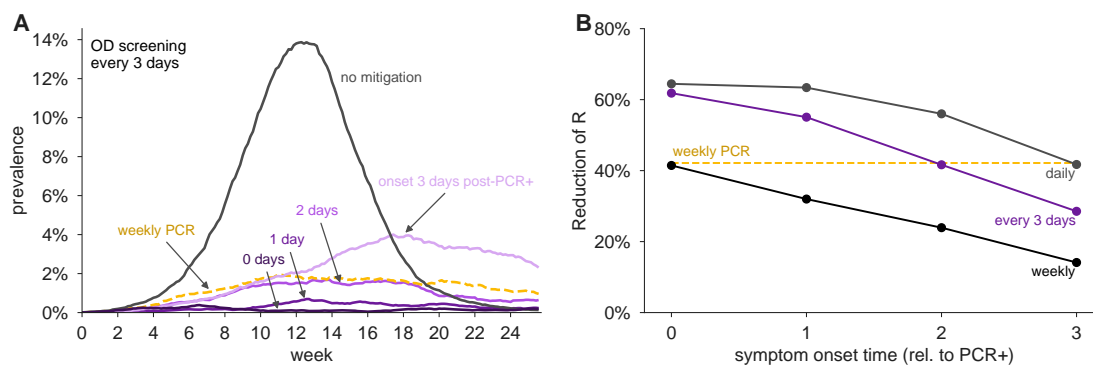 A
OD screening
every 3 days
no mitigation
onset 3 days post-PCR+
2 days
weekly PCR
1 day
0 days
14%
12%
10%
8%
6%
4%
2%
0%
prevalence
0 2 4 6 8 10 12 14 16 18 20 22 24
week
B
80%
60%
40%
20%
0%
Reduction of R
weekly PCR
daily
every 3 days
weekly
0 1 2 3
symptom onset time (rel. to PCR+)